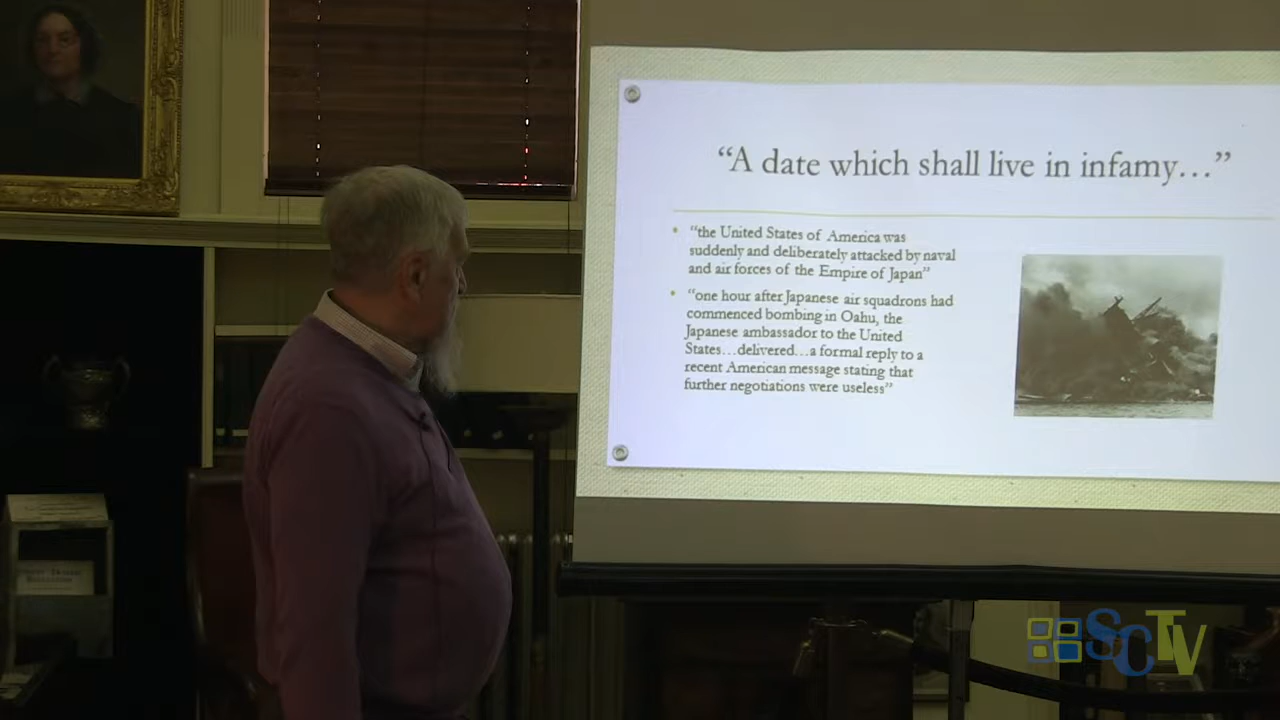 “A date which shall live in infamy…”
• “the United States of America was
suddenly and deliberately attacked by naval
and air forces of the Empire of Japan”
• “one hour after Japanese air squadrons had
commenced bombing in Oahu, the
Japanese ambassador to the United
States…delivered…a formal reply to a
recent American message stating that
further negotiations were useless”
SCTV